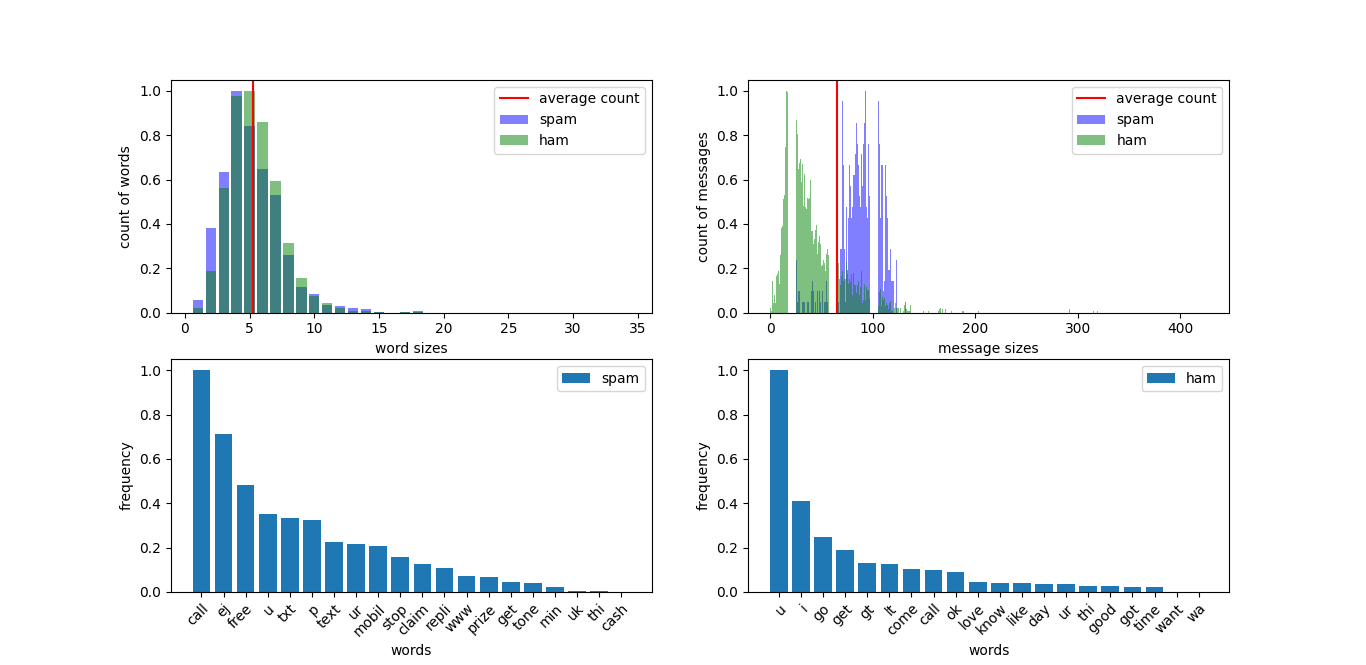 1.0
0.8
0.6
0.4
0.2
0.0
count of words
average count
spam
ham
0 5 10 15 20 25 30 35
word sizes
1.0
0.8
0.6
0.4
0.2
0.0
count of messages
average count
spam
ham
0 100 200 300 400
message sizes
1.0
0.8
0.6
0.4
0.2
0.0
frequency
spam
call ej free u txt p text ur mobil stop claim repli www prize get tone min uk thi cash
words
1.0
0.8
0.6
0.4
0.2
0.0
frequency
ham
u i go get gt lt come call ok love know like day ur thi good got time want wa
words